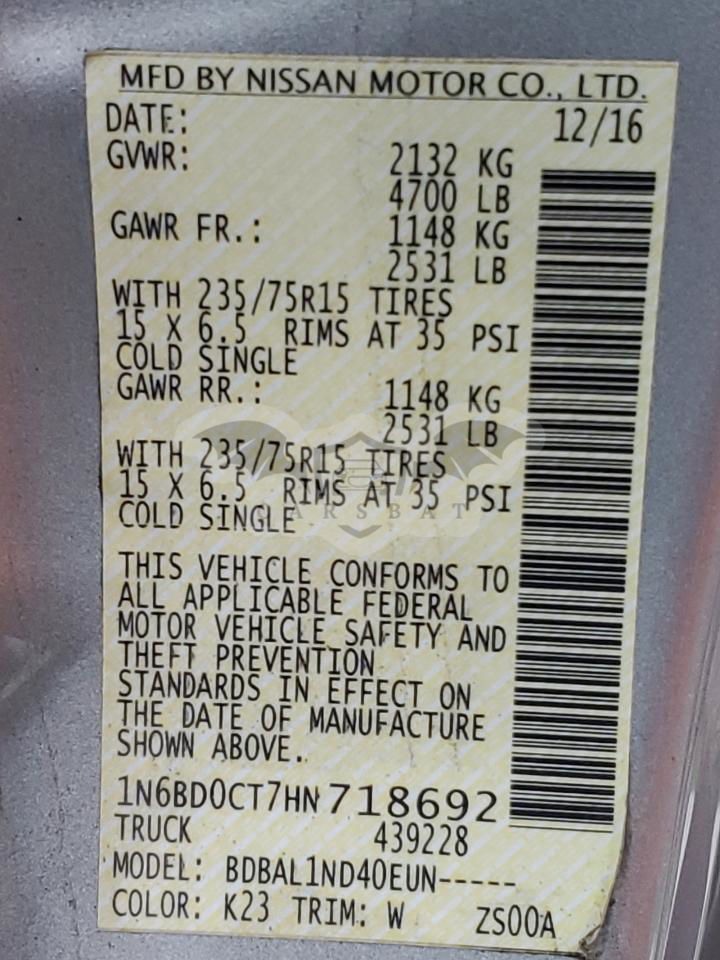 MFD BY NISSAN MOTOR CO., LTD.
DATE: 12/16
GVWR: 2132 KG
4700 LB
GAWR FR.: 1148 KG
2531 LB
WITH 235/75R15 TIRES
15 X 6.5 RIMS AT 35 PSI
COLD SINGLE
GAWR RR.: 1148 KG
2531 LB
WITH 235/75R15 TIRES
15 X 6.5 RIMS AT 35 PSI
CARSBAT
COLD SINGLE
THIS VEHICLE CONFORMS TO
ALL APPLICABLE FEDERAL
MOTOR VEHICLE SAFETY AND
THEFT PREVENTION
STANDARDS IN EFFECT ON
THE DATE OF MANUFACTURE
SHOWN ABOVE.
1N6BD0CT7HN718692
TRUCK 439228
MODEL: BDBAL1ND40EUN-----
COLOR: K23 TRIM: W ZS00A